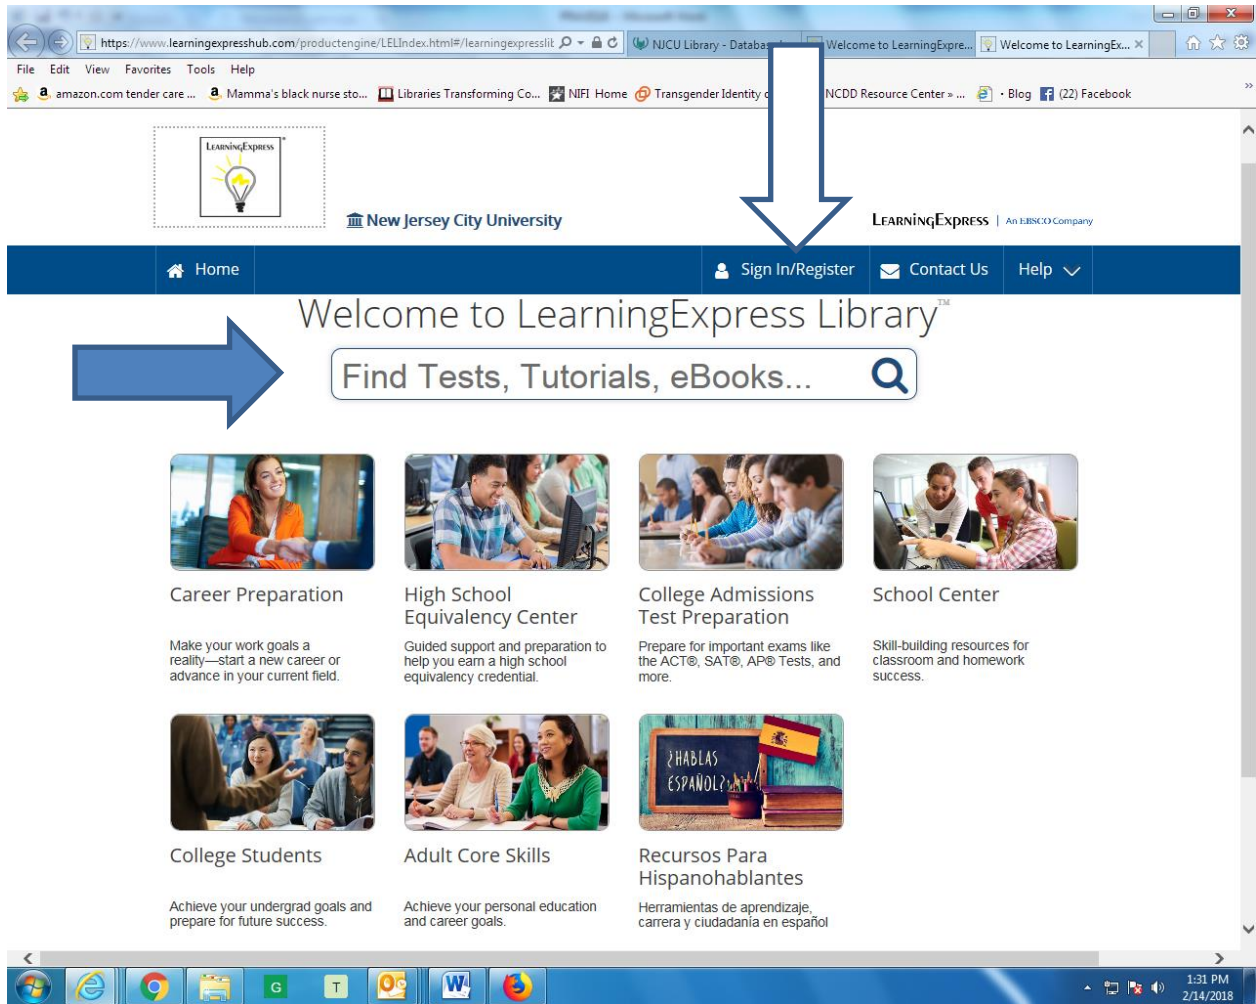 https://www.learningexpresshub.com/productengine/LELIndex.html#/learningexpresslit
NJCU Library - Databases
Welcome to LearningExpre...
Welcome to LearningEx...
File Edit View Favorites Tools Help
amazon.com tender care ... Mamma's black nurse sto... Libraries Transforming Co... NIFI Home Transgender Identity NCDD Resource Center » ... · Blog (22) Facebook
LEARNINGEXPRESS
New Jersey City University
LEARNINGEXPRESS | An EBSCO Company
Home Sign In/Register Contact Us Help
Welcome to LearningExpress Library™
Find Tests, Tutorials, eBooks...
Career Preparation
Make your work goals a
reality—start a new career or
advance in your current field.
High School
Equivalency Center
Guided support and preparation to
help you earn a high school
equivalency credential.
College Admissions
Test Preparation
Prepare for important exams like
the ACT®, SAT®, AP® Tests, and
more.
School Center
Skill-building resources for
classroom and homework
success.
College Students
Achieve your undergrad goals and
prepare for future success.
Adult Core Skills
Achieve your personal education
and career goals.
¿HABLAS
ESPAÑOL?
Recursos Para
Hispanohablantes
Herramientas de aprendizaje,
carrera y ciudadanía en español
G T
1:31 PM
2/14/2018